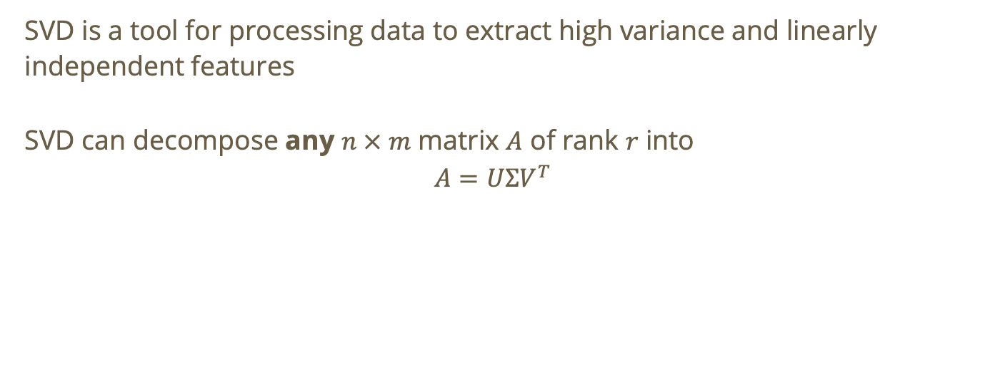 SVD is a tool for processing data to extract high variance and linearly
independent features
SVD can decompose any n × m matrix A of rank r into
A = UΣVᵀ